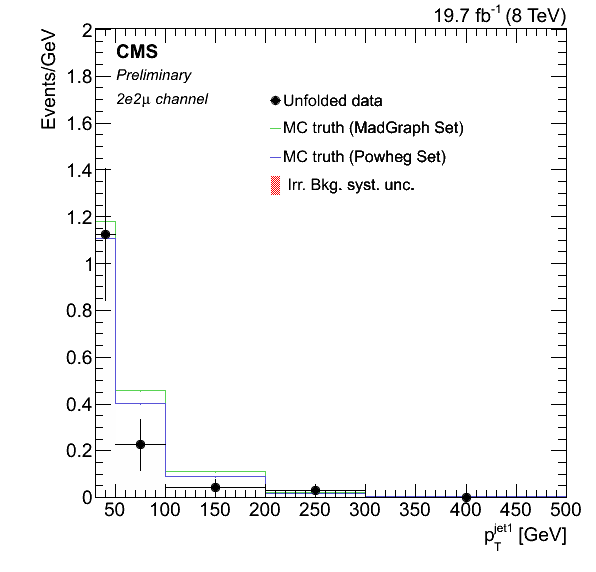 19.7 fb⁻¹ (8 TeV)
Events/GeV
CMS
Preliminary
2e2μ channel
Unfolded data
MC truth (MadGraph Set)
MC truth (Powheg Set)
Irr. Bkg. syst. unc.
2
1.8
1.6
1.4
1.2
1
0.8
0.6
0.4
0.2
0
50 100 150 200 250 300 350 400 450 500
p_T^jet1 [GeV]